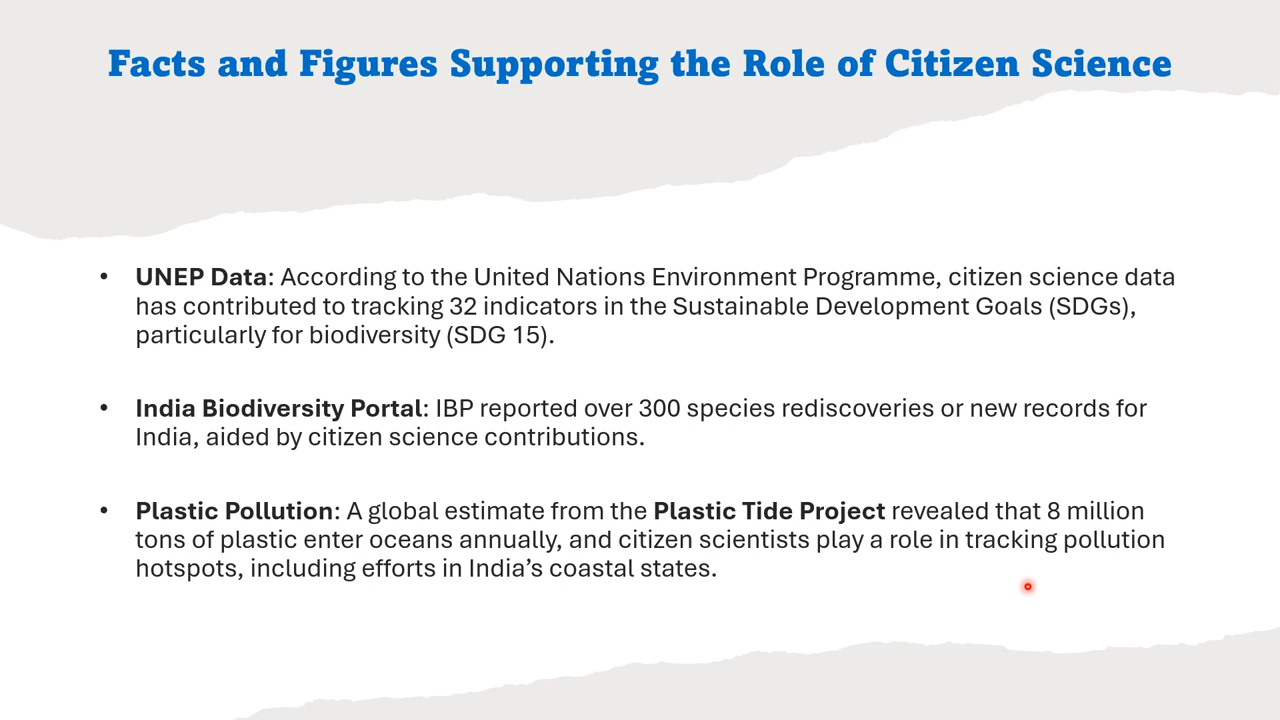 Facts and Figures Supporting the Role of Citizen Science
• UNEP Data: According to the United Nations Environment Programme, citizen science data
has contributed to tracking 32 indicators in the Sustainable Development Goals (SDGs),
particularly for biodiversity (SDG 15).
• India Biodiversity Portal: IBP reported over 300 species rediscoveries or new records for
India, aided by citizen science contributions.
• Plastic Pollution: A global estimate from the Plastic Tide Project revealed that 8 million
tons of plastic enter oceans annually, and citizen scientists play a role in tracking pollution
hotspots, including efforts in India’s coastal states.